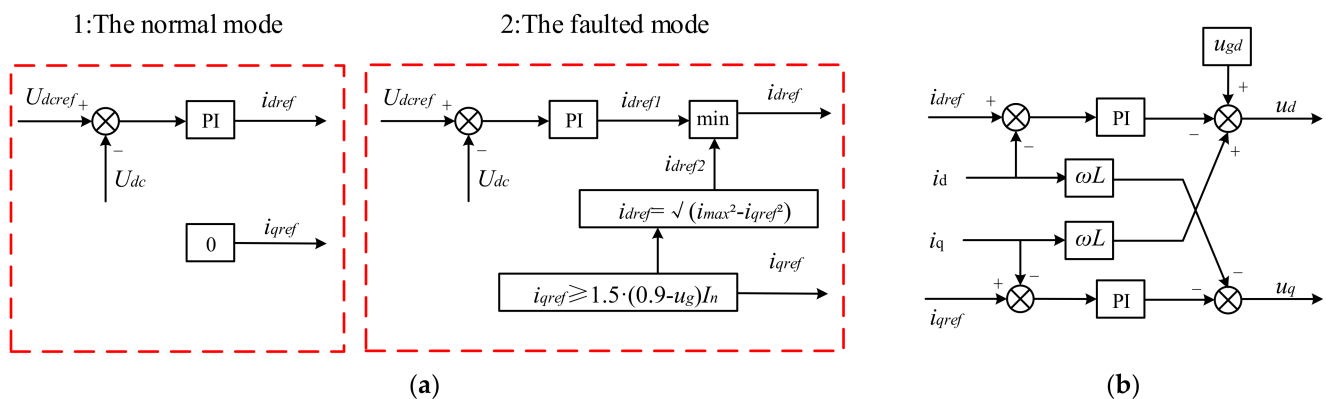 1:The normal mode
2:The faulted mode
Udcref + PI idref
− Udc
0 iqref
Udcref + PI idref1 min idref
− Udc
idref2
idref=√(imax²-iqref²)
iqref≥1.5·(0.9-ug)In iqref
(a)
ugd
+
idref + PI − ud
− +
id ωL
iq ωL
− −
+ PI − uq
iqref
(b)